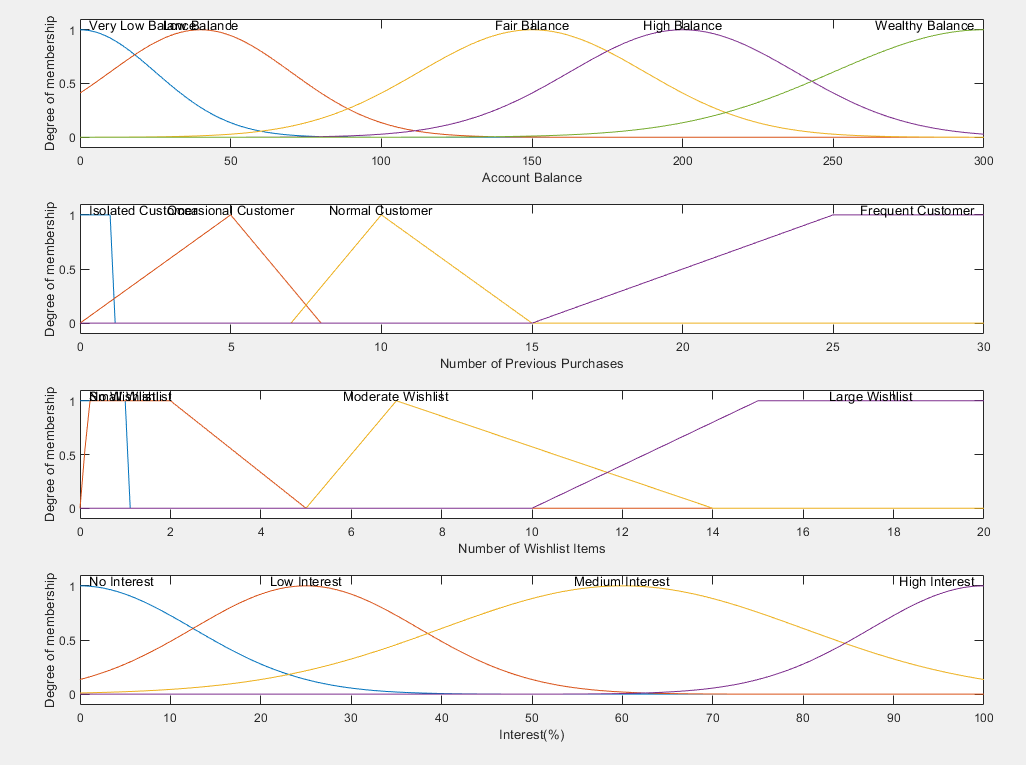 Very Low Balance Low Balance Fair Balance High Balance Wealthy Balance
Degree of membership
1
0.5
0
0 50 100 150 200 250 300
Account Balance
Isolated Customer Occasional Customer Normal Customer Frequent Customer
Degree of membership
1
0.5
0
0 5 10 15 20 25 30
Number of Previous Purchases
No Wishlist Small Wishlist Moderate Wishlist Large Wishlist
Degree of membership
1
0.5
0
0 2 4 6 8 10 12 14 16 18 20
Number of Wishlist Items
No Interest Low Interest Medium Interest High Interest
Degree of membership
1
0.5
0
0 10 20 30 40 50 60 70 80 90 100
Interest(%)